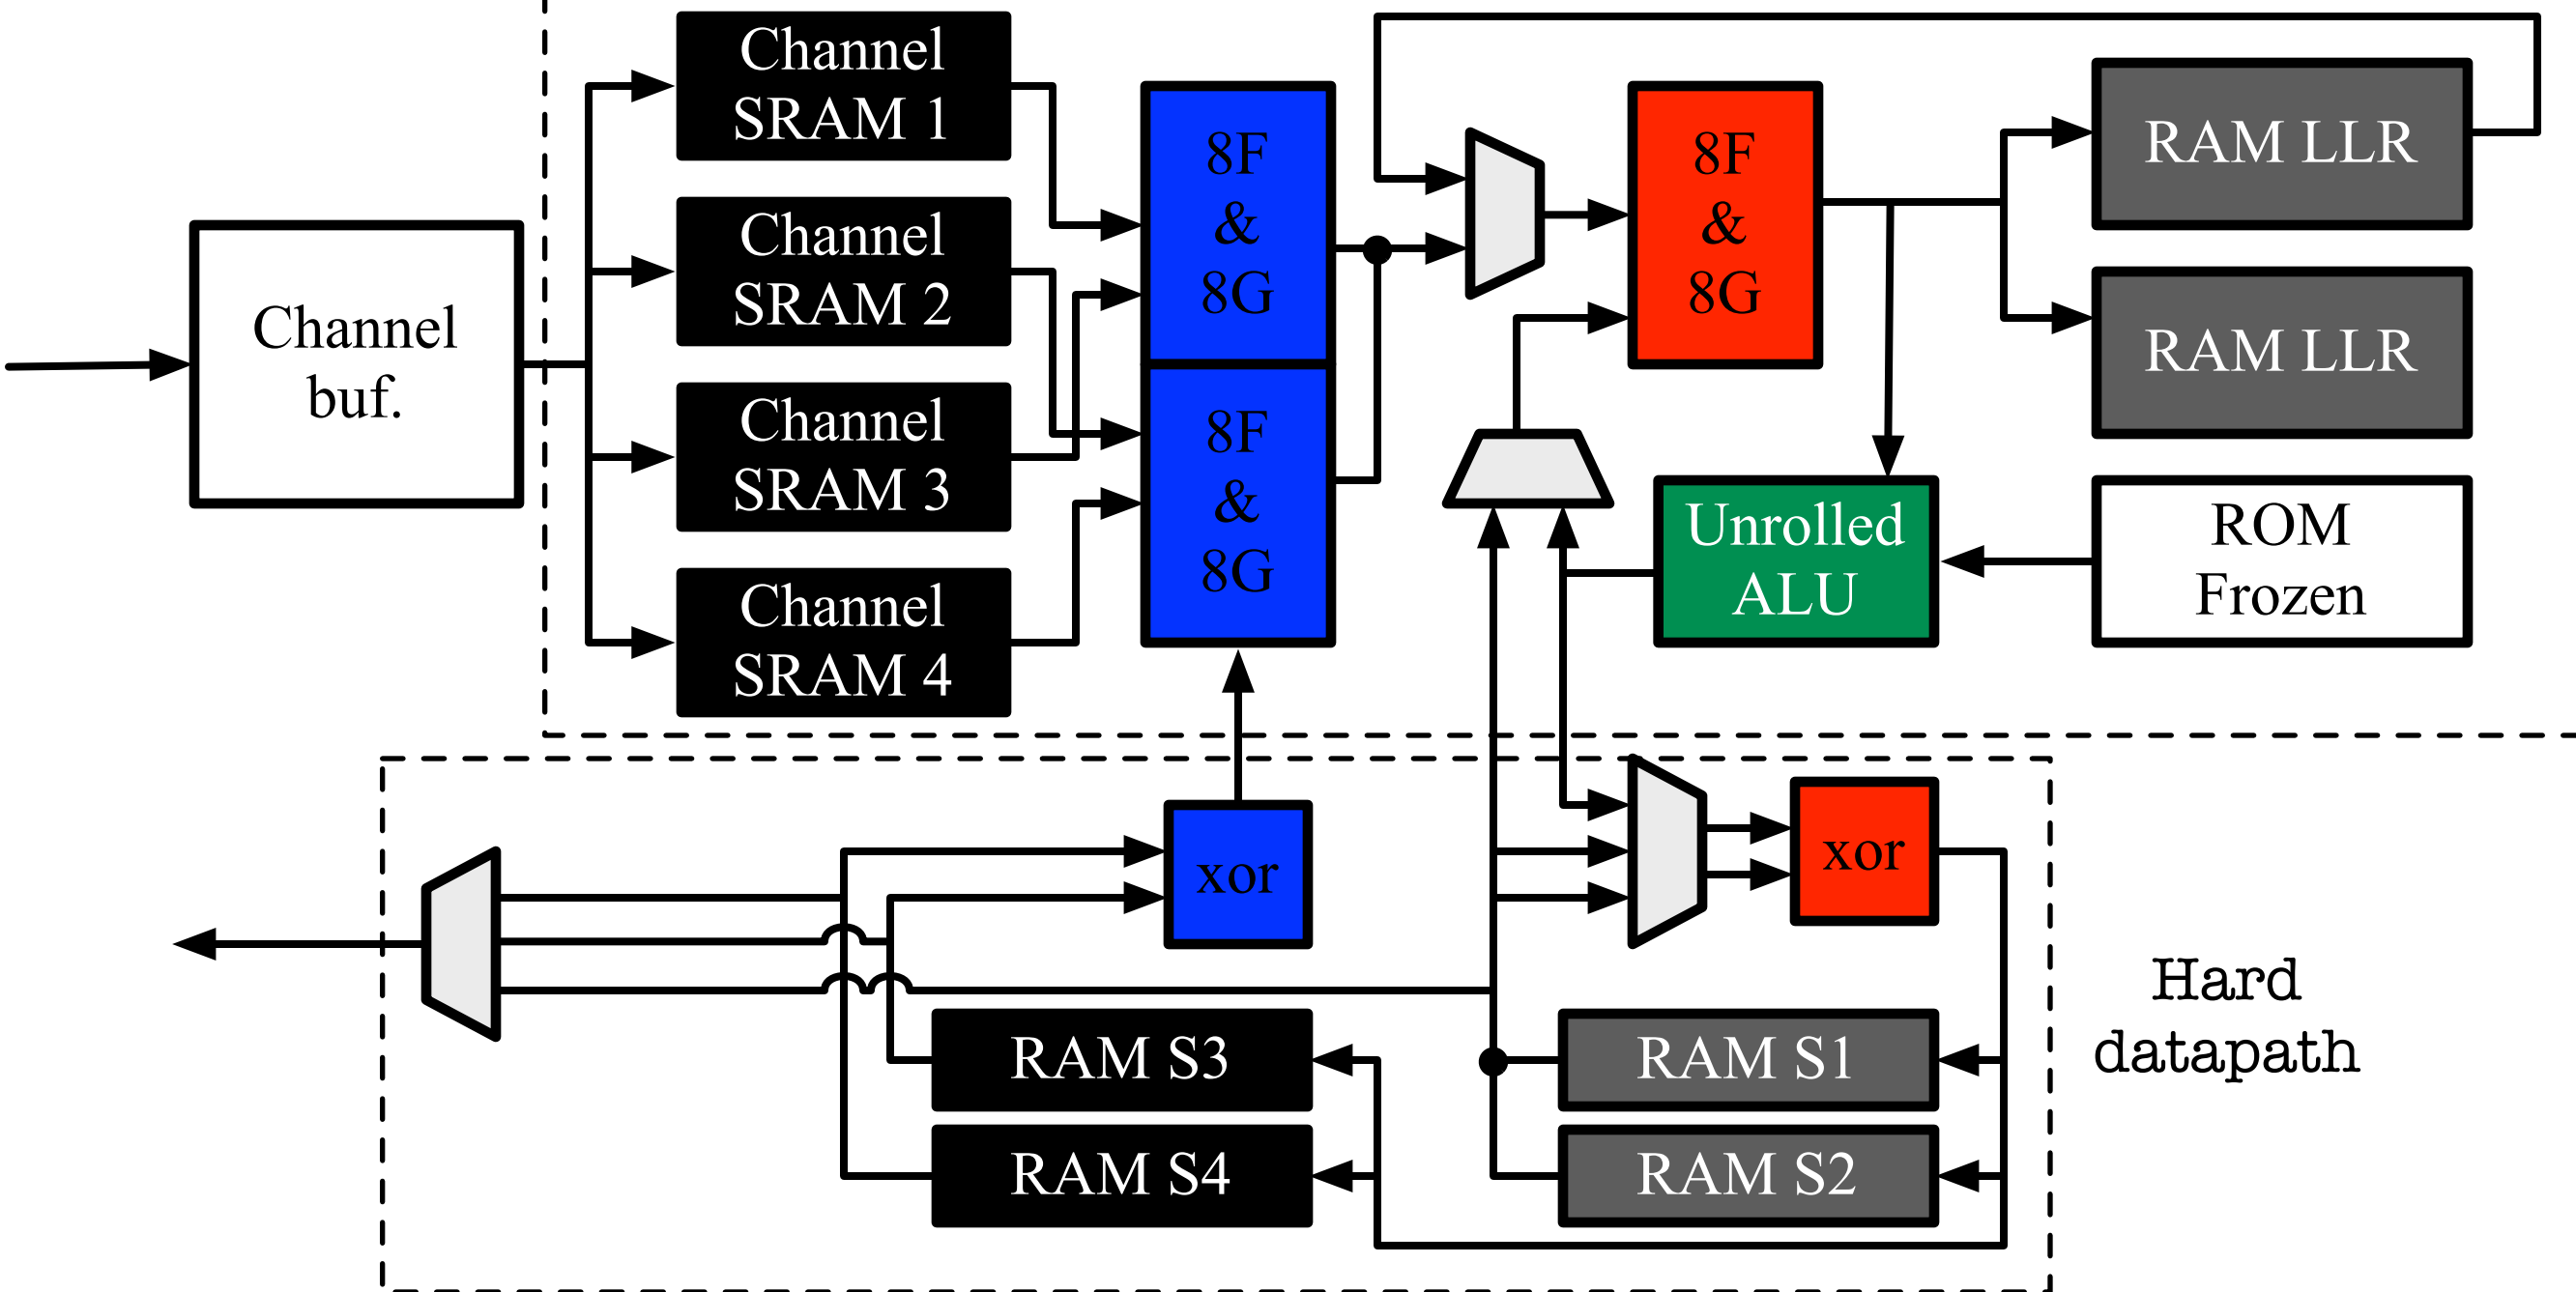 Channel
buf.
Channel
SRAM 1
Channel
SRAM 2
Channel
SRAM 3
Channel
SRAM 4
8F
&
8G
8F
&
8G
8F
&
8G
RAM LLR
RAM LLR
Unrolled
ALU
ROM
Frozen
xor
xor
RAM S3
RAM S4
RAM S1
RAM S2
Hard
datapath